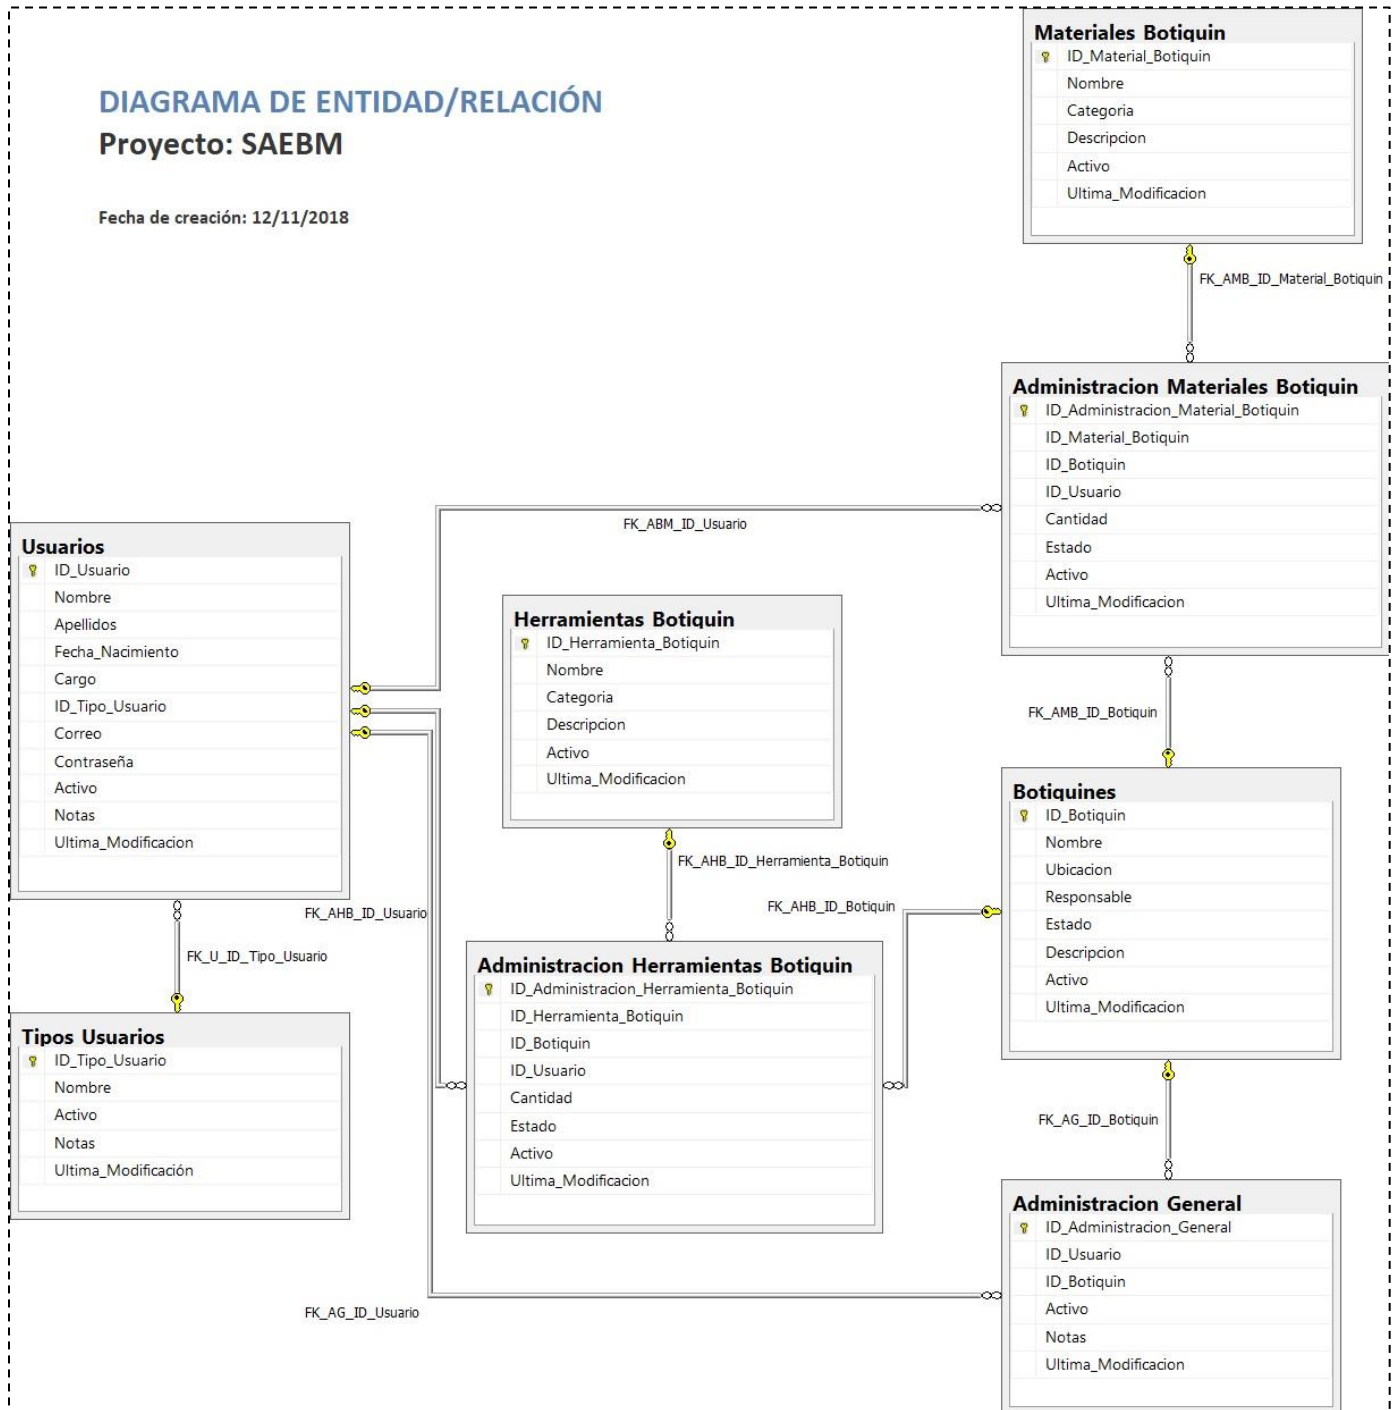 DIAGRAMA DE ENTIDAD/RELACIÓN
Proyecto: SAEBM
Fecha de creación: 12/11/2018
Materiales Botiquin
ID_Material_Botiquin
Nombre
Categoria
Descripcion
Activo
Ultima_Modificacion
FK_AMB_ID_Material_Botiquin
Administracion Materiales Botiquin
ID_Administracion_Material_Botiquin
ID_Material_Botiquin
ID_Botiquin
ID_Usuario
Cantidad
Estado
Activo
Ultima_Modificacion
FK_ABM_ID_Usuario
Usuarios
ID_Usuario
Nombre
Apellidos
Fecha_Nacimiento
Cargo
ID_Tipo_Usuario
Correo
Contraseña
Activo
Notas
Ultima_Modificacion
Herramientas Botiquin
ID_Herramienta_Botiquin
Nombre
Categoria
Descripcion
Activo
Ultima_Modificacion
FK_AMB_ID_Botiquin
Botiquines
ID_Botiquin
Nombre
Ubicacion
Responsable
Estado
Descripcion
Activo
Ultima_Modificacion
FK_AHB_ID_Herramienta_Botiquin
FK_AHB_ID_Botiquin
FK_AHB_ID_Usuario
FK_U_ID_Tipo_Usuario
Tipos Usuarios
ID_Tipo_Usuario
Nombre
Activo
Notas
Ultima_Modificación
Administracion Herramientas Botiquin
ID_Administracion_Herramienta_Botiquin
ID_Herramienta_Botiquin
ID_Botiquin
ID_Usuario
Cantidad
Estado
Activo
Ultima_Modificacion
FK_AG_ID_Botiquin
Administracion General
ID_Administracion_General
ID_Usuario
ID_Botiquin
Activo
Notas
Ultima_Modificacion
FK_AG_ID_Usuario